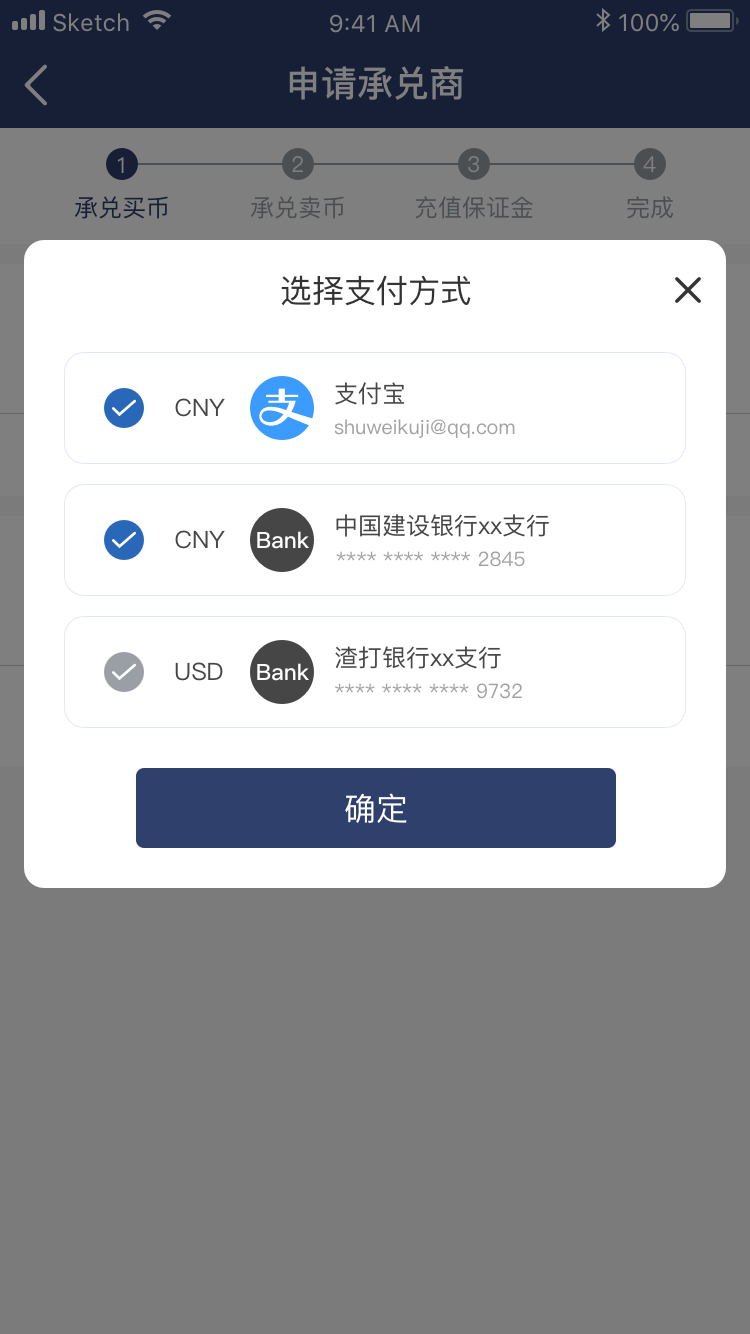 Sketch 9:41 AM 100%
申请承兑商
1 2 3 4
承兑买币 承兑卖币 充值保证金 完成
选择支付方式
CNY 支 支付宝
shuweikuji@qq.com
CNY Bank 中国建设银行xx支行
**** **** **** 2845
USD Bank 渣打银行xx支行
**** **** **** 9732
确定